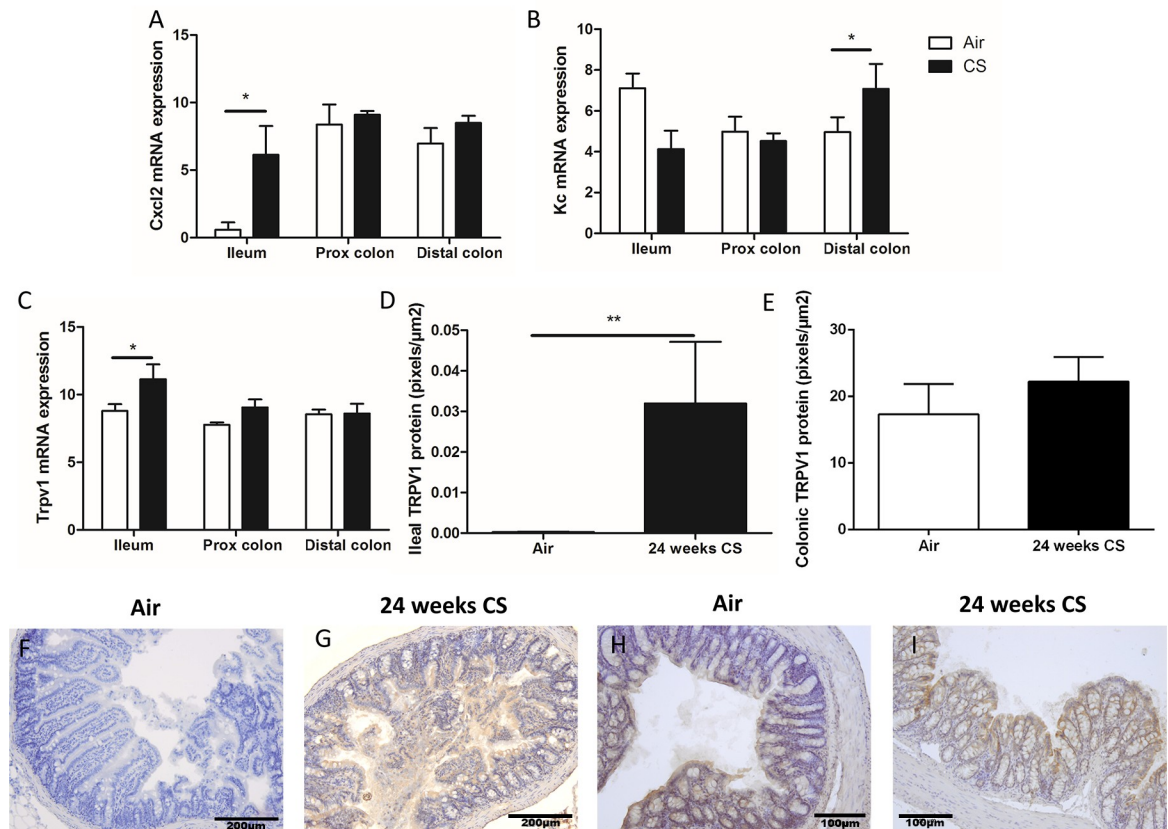 A
Cxcl2 mRNA expression
15
10
5
0
*
Ileum
Prox colon
Distal colon
B
Kc mRNA expression
10
8
6
4
2
0
*
Air
CS
Ileum
Prox colon
Distal colon
C
Trpv1 mRNA expression
15
10
5
0
*
Ileum
Prox colon
Distal colon
D
Ileal TRPV1 protein (pixels/µm2)
0.05
0.04
0.03
0.02
0.01
0.00
**
Air
24 weeks CS
E
Colonic TRPV1 protein (pixels/µm2)
30
20
10
0
Air
24 weeks CS
Air
24 weeks CS
Air
24 weeks CS
F
200µm
G
200µm
H
100µm
I
100µm